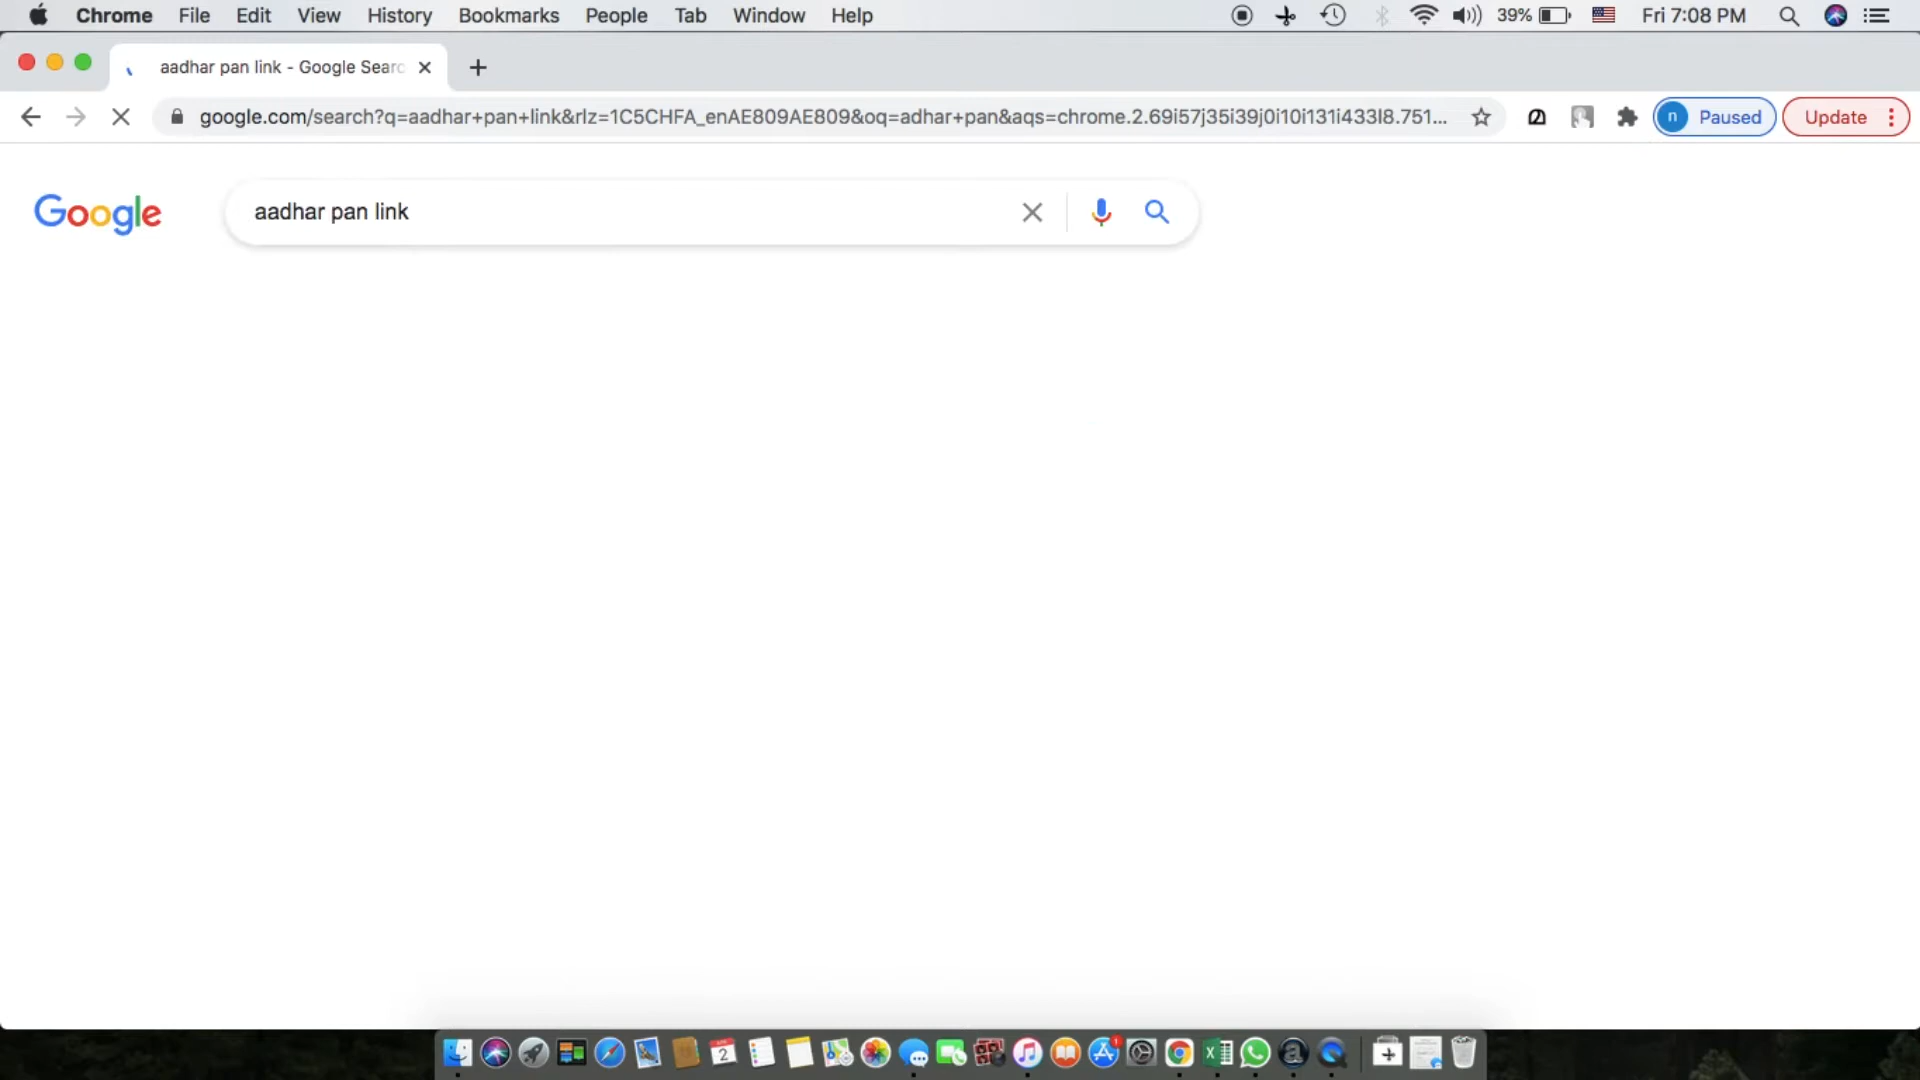 Chrome File Edit View History Bookmarks People Tab Window Help 39% Fri 7:08 PM
aadhar pan link - Google Searc
google.com/search?q=aadhar+pan+link&rlz=1C5CHFA_enAE809AE809&oq=adhar+pan&aqs=chrome.2.69i57j35i39j0i10i131i433l8.751... n Paused Update
Google aadhar pan link
2 1